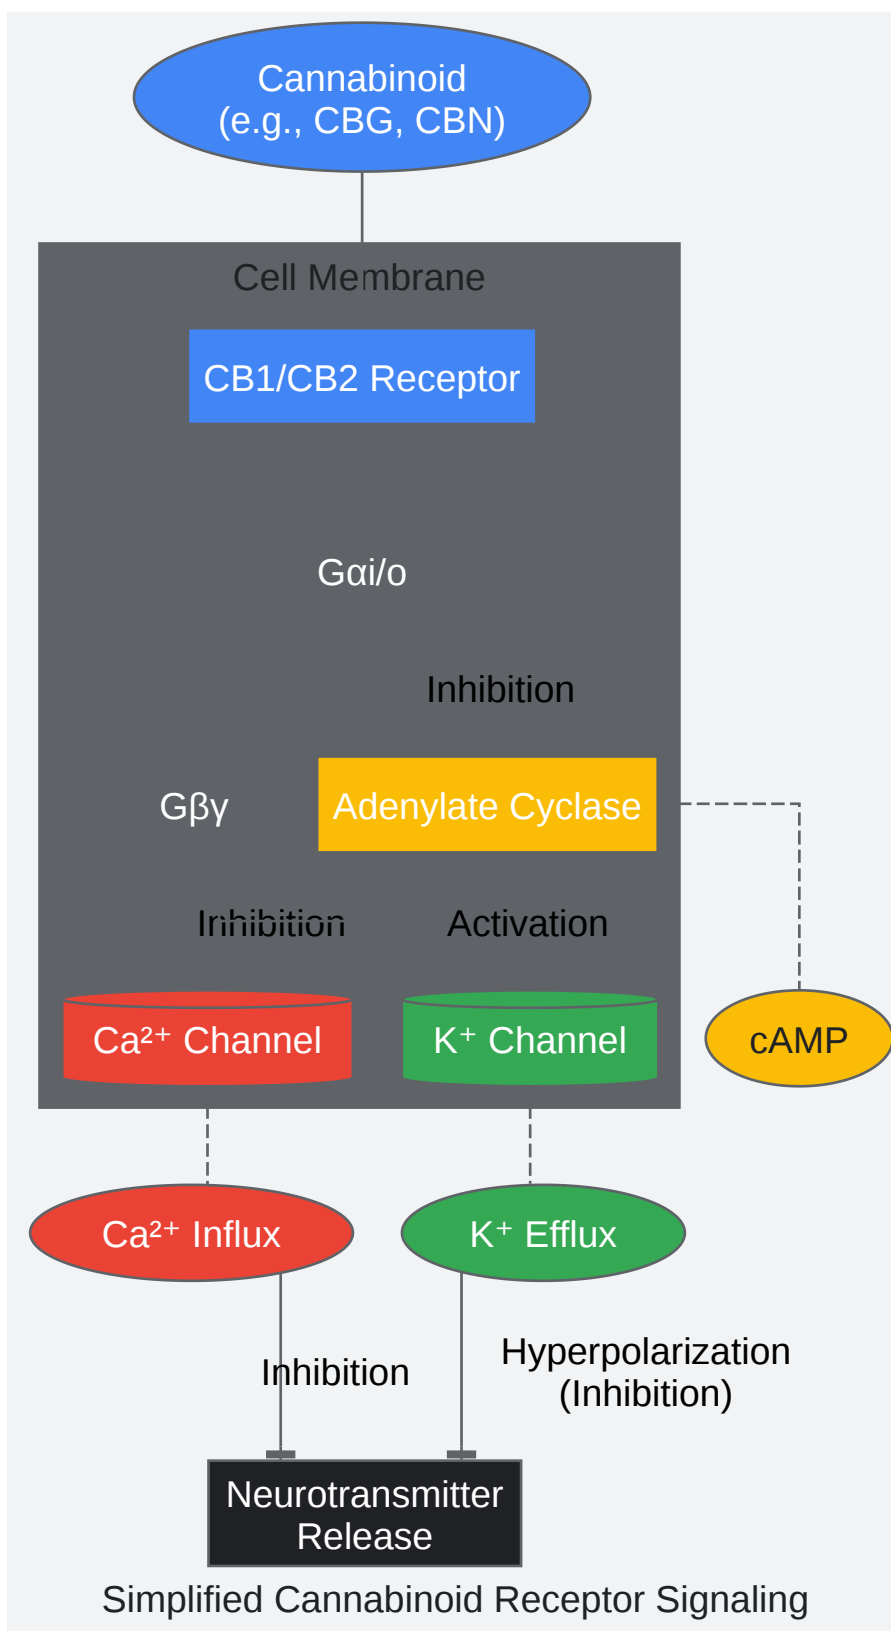 Cannabinoid
(e.g., CBG, CBN)
Cell Membrane
CB1/CB2 Receptor
Gαi/o
Inhibition
Gβγ
Adenylate Cyclase
Inhibition
Activation
Ca²⁺ Channel
K⁺ Channel
cAMP
Ca²⁺ Influx
K⁺ Efflux
Inhibition
Hyperpolarization
(Inhibition)
Neurotransmitter
Release
Simplified Cannabinoid Receptor Signaling